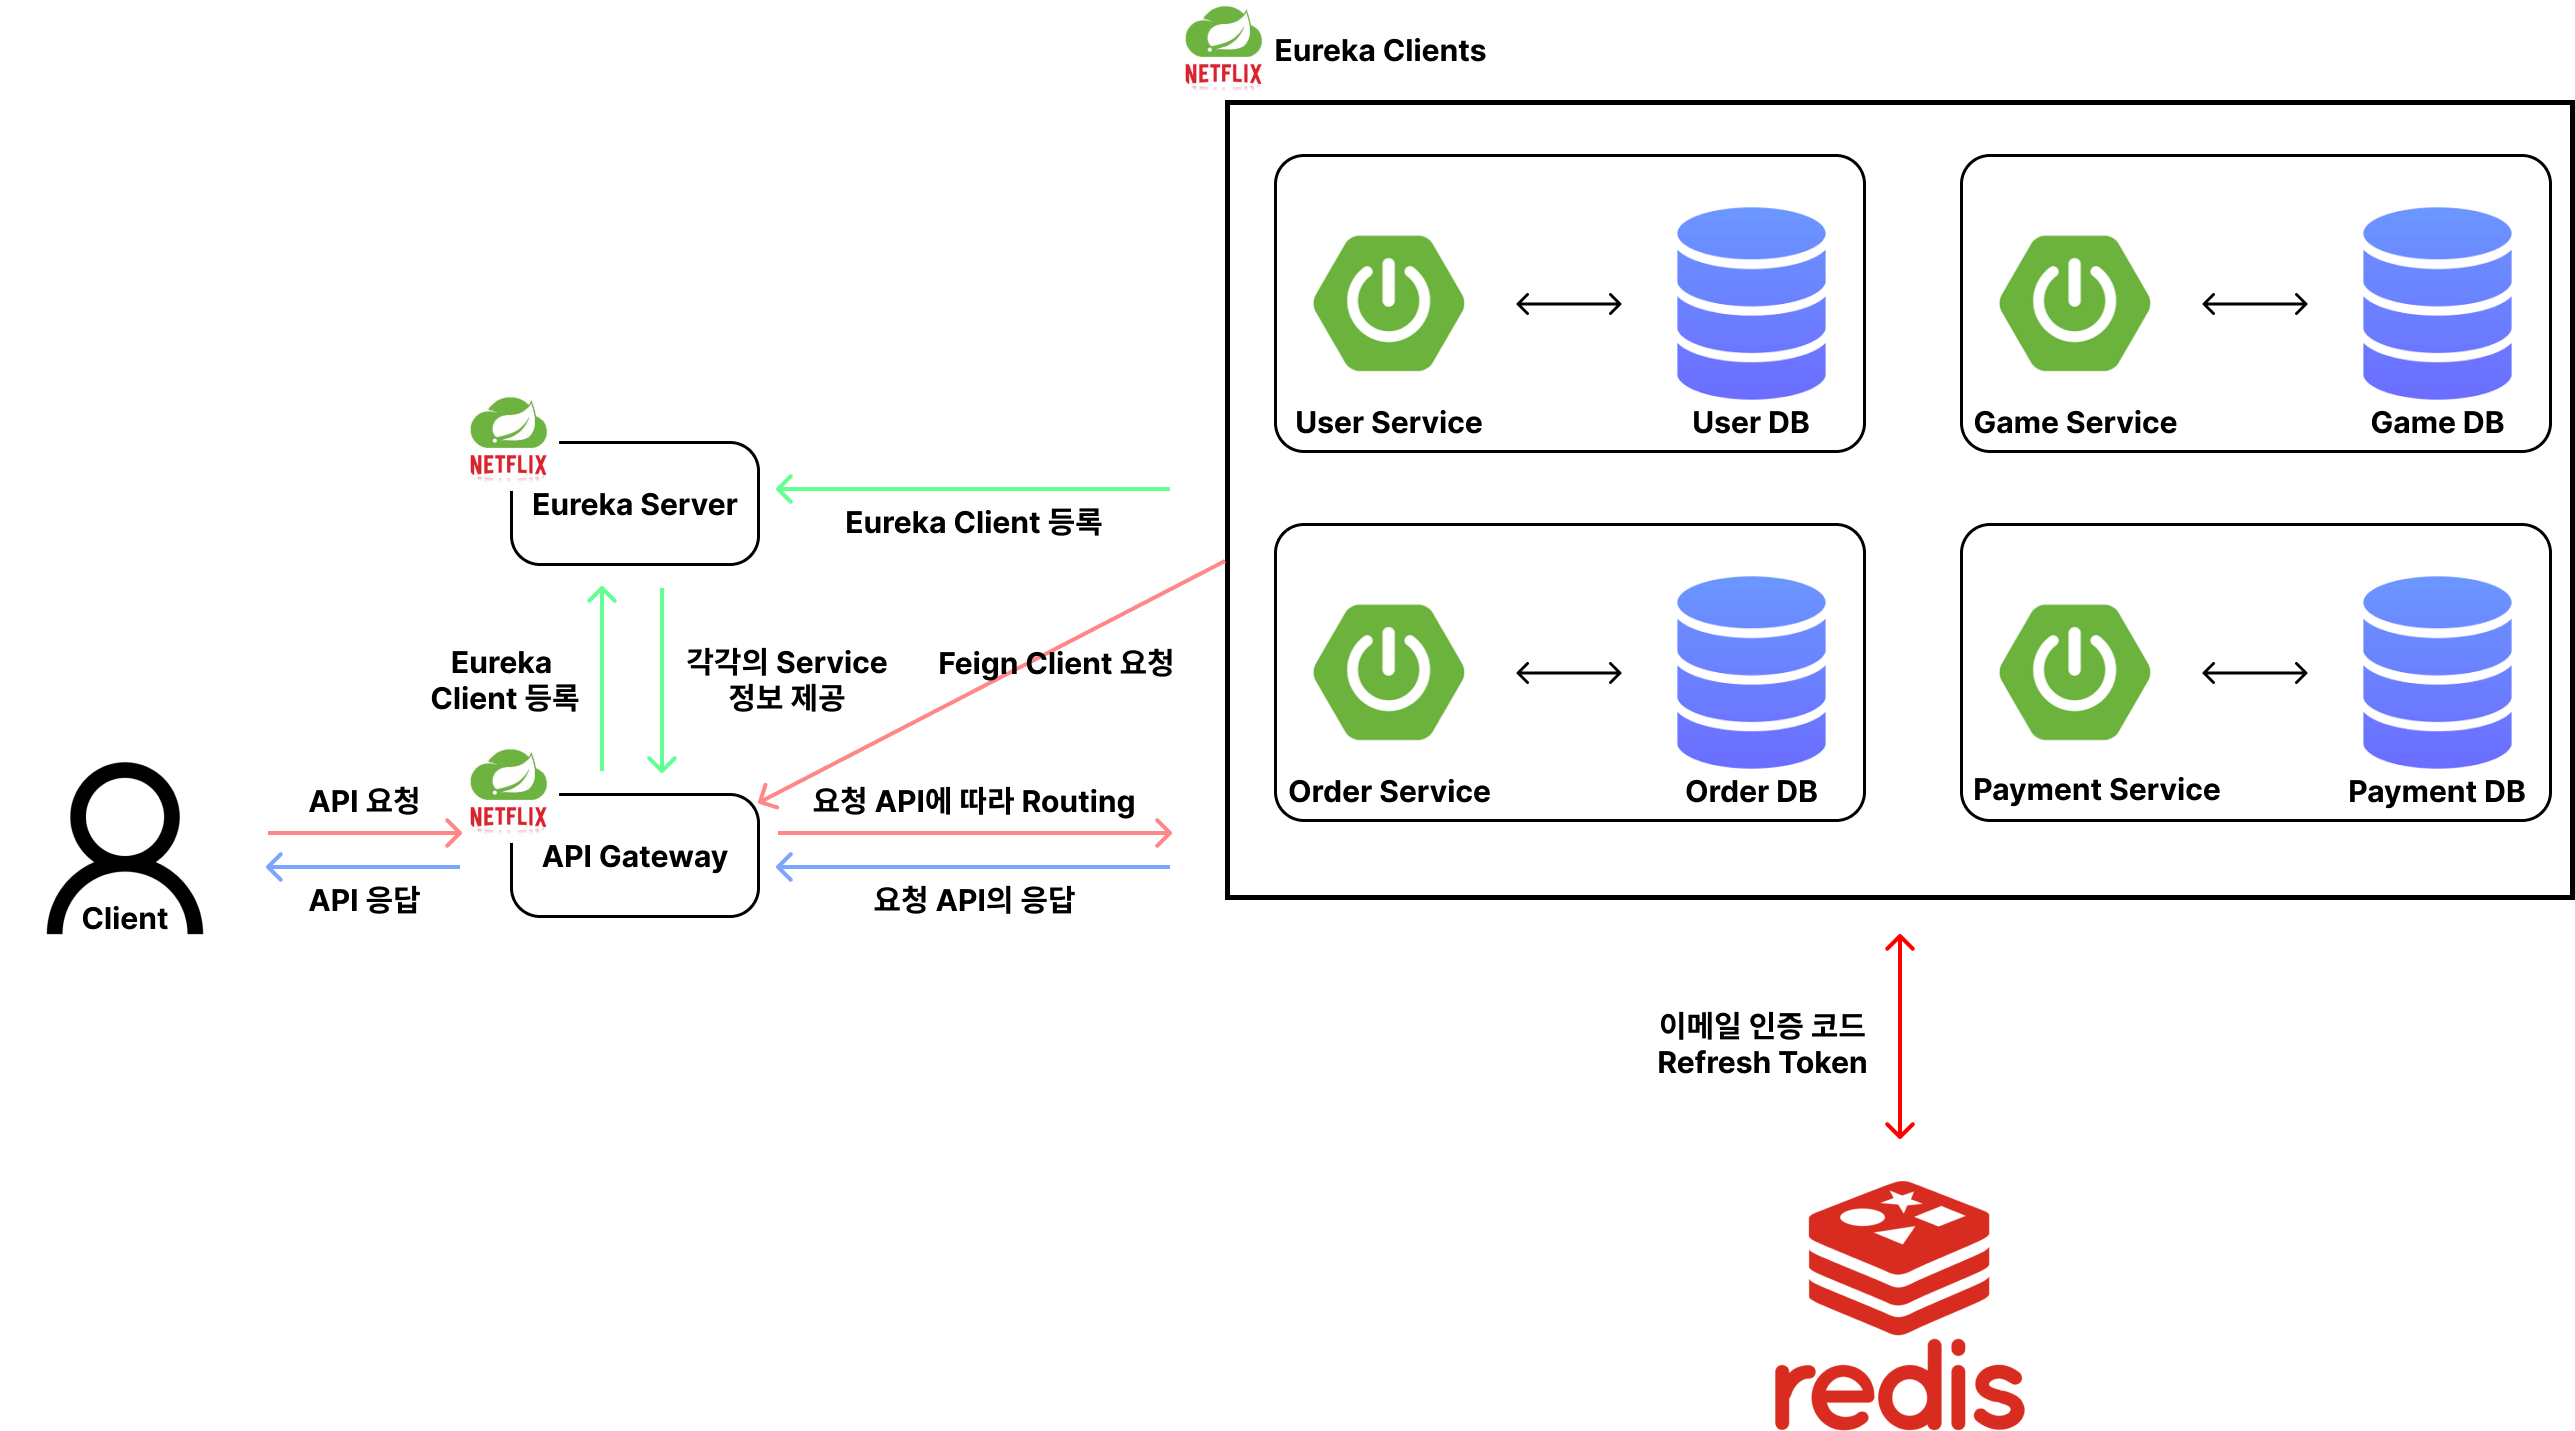 NETFLIX
Eureka Clients
User Service
User DB
Game Service
Game DB
NETFLIX
Eureka Server
Eureka Client 등록
Order Service
Order DB
Payment Service
Payment DB
Eureka
Client 등록
각각의 Service
정보 제공
Feign Client 요청
Client
API 요청
API 응답
NETFLIX
API Gateway
요청 API에 따라 Routing
요청 API의 응답
이메일 인증 코드
Refresh Token
redis